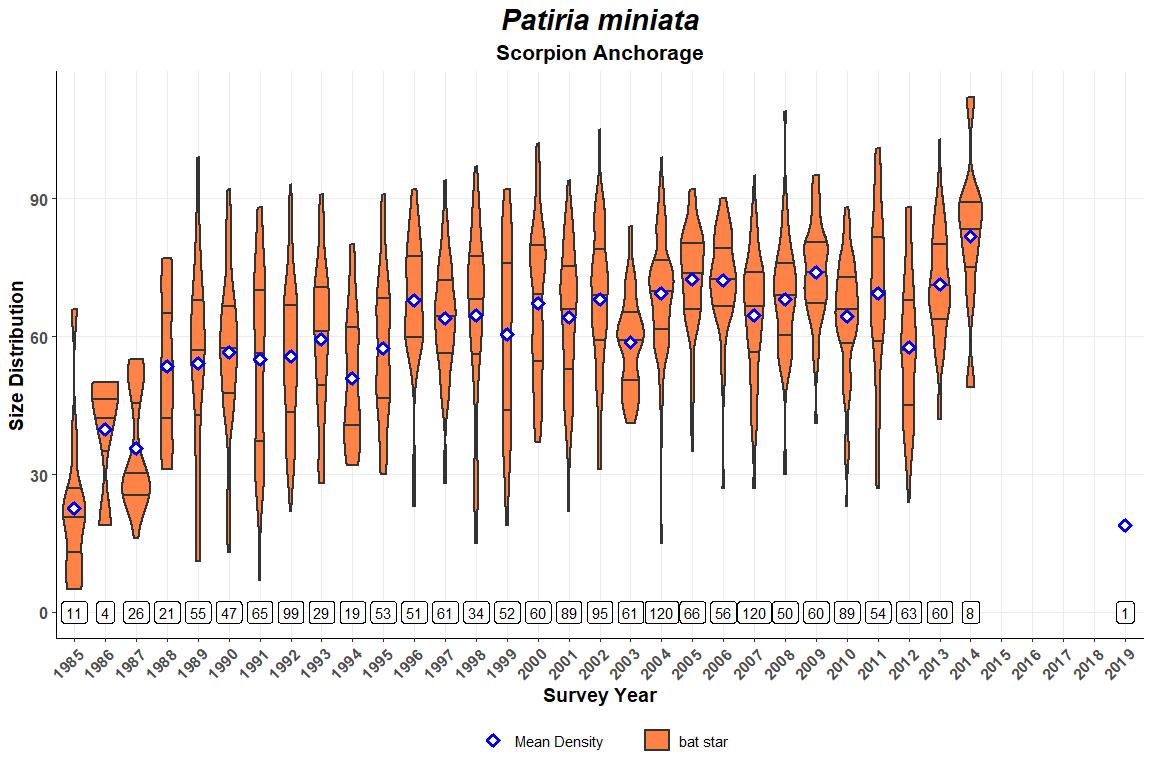 Patiria miniata
Scorpion Anchorage
Size Distribution
90
60
30
0
11 4 26 21 55 47 65 99 29 19 53 51 61 34 52 60 89 95 61 120 66 56 120 50 60 89 54 63 60 8 1
1985 1986 1987 1988 1989 1990 1991 1992 1993 1994 1995 1996 1997 1998 1999 2000 2001 2002 2003 2004 2005 2006 2007 2008 2009 2010 2011 2012 2013 2014 2015 2016 2017 2018 2019
Survey Year
Mean Density bat star